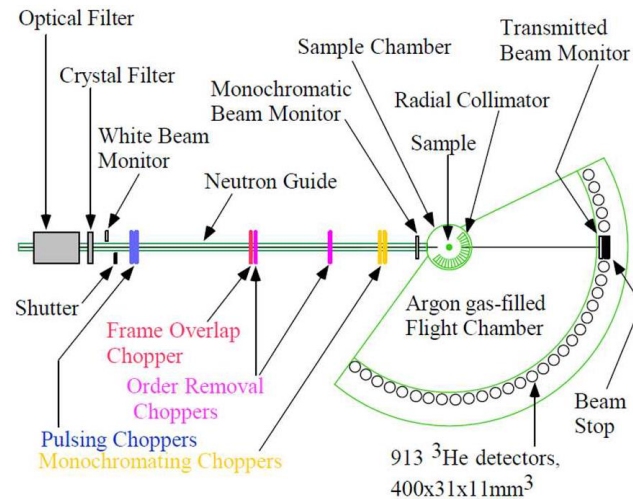 Optical Filter
Crystal Filter
White Beam
Monitor
Neutron Guide
Monochromatic
Beam Monitor
Sample Chamber
Radial Collimator
Sample
Transmitted
Beam Monitor
Shutter
Frame Overlap
Chopper
Order Removal
Choppers
Pulsing Choppers
Monochromating Choppers
Argon gas-filled
Flight Chamber
913 ³He detectors,
400x31x11mm³
Beam
Stop